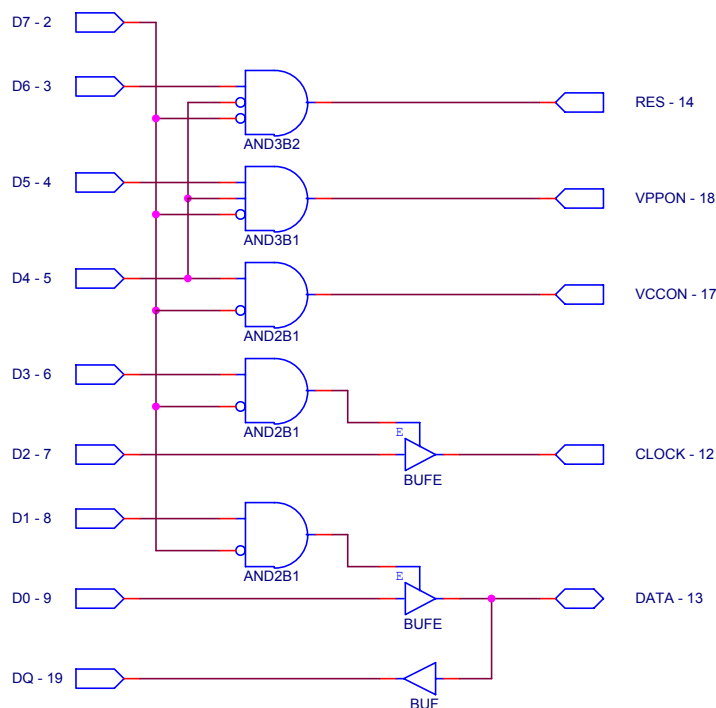 D7 - 2
D6 - 3
RES - 14
AND3B2
D5 - 4
VPPON - 18
AND3B1
D4 - 5
VCCON - 17
AND2B1
D3 - 6
AND2B1
E
D2 - 7
CLOCK - 12
BUFE
D1 - 8
AND2B1
E
D0 - 9
DATA - 13
BUFE
DQ - 19
BUF